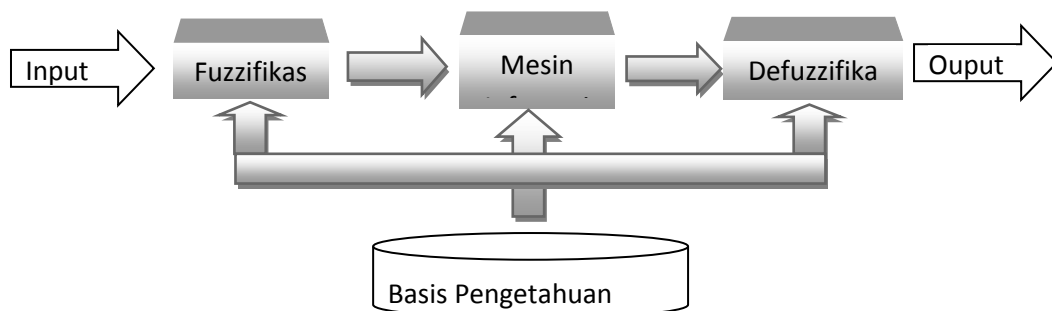 Input
Fuzzifikas
Mesin
Defuzzifika
Ouput
Basis Pengetahuan